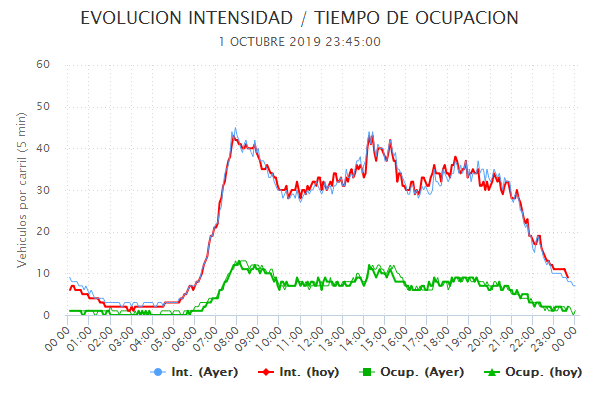 EVOLUCION INTENSIDAD / TIEMPO DE OCUPACION
1 OCTUBRE 2019 23:45:00
Vehiculos por carril (5 min)
60
50
40
30
20
10
0
00:00 01:00 02:00 03:00 04:00 05:00 06:00 07:00 08:00 09:00 10:00 11:00 12:00 13:00 14:00 15:00 16:00 17:00 18:00 19:00 20:00 21:00 22:00 23:00 00:00
Int. (Ayer) Int. (hoy) Ocup. (Ayer) Ocup. (hoy)